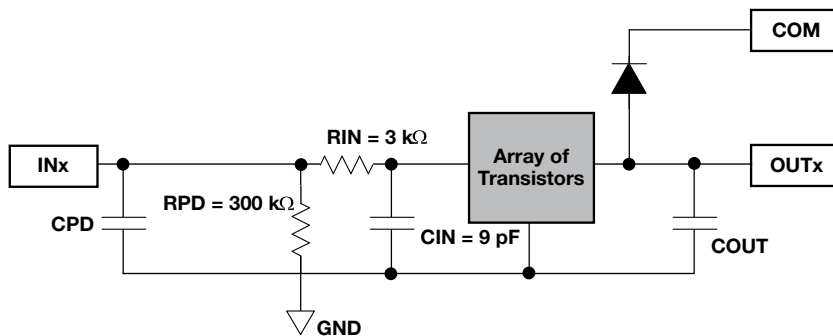 COM
RIN = 3 kΩ
INx
Array of
Transistors
OUTx
RPD = 300 kΩ
CPD
CIN = 9 pF
COUT
GND